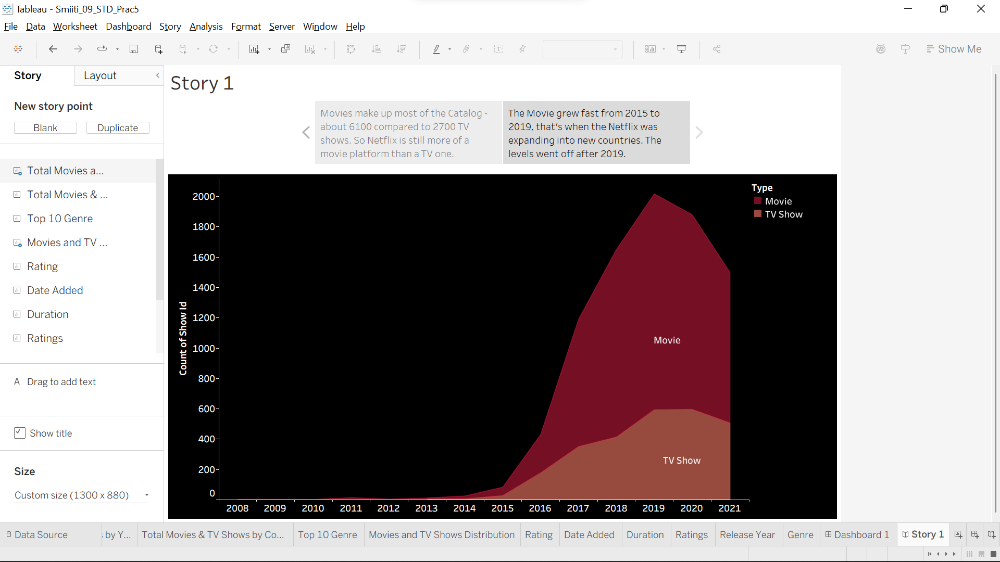 Tableau - Smiiti_09_STD_Prac5
File Data Worksheet Dashboard Story Analysis Format Server Window Help
Show Me
Story Layout
New story point
Blank Duplicate
Total Movies a...
Total Movies & ...
Top 10 Genre
Movies and TV ...
Rating
Date Added
Duration
Ratings
A Drag to add text
Show title
Size
Custom size (1300 x 880)
Story 1
Movies make up most of the Catalog -
about 6100 compared to 2700 TV
shows. So Netflix is still more of a
movie platform than a TV one.
The Movie grew fast from 2015 to
2019, that's when the Netflix was
expanding into new countries. The
levels went off after 2019.
Type
Movie
TV Show
Count of Show Id
2000
1800
1600
1400
1200
1000
800
600
400
200
0
Movie
TV Show
2008 2009 2010 2011 2012 2013 2014 2015 2016 2017 2018 2019 2020 2021
Data Source by Y... Total Movies & TV Shows by Co... Top 10 Genre Movies and TV Shows Distribution Rating Date Added Duration Ratings Release Year Genre Dashboard 1 Story 1